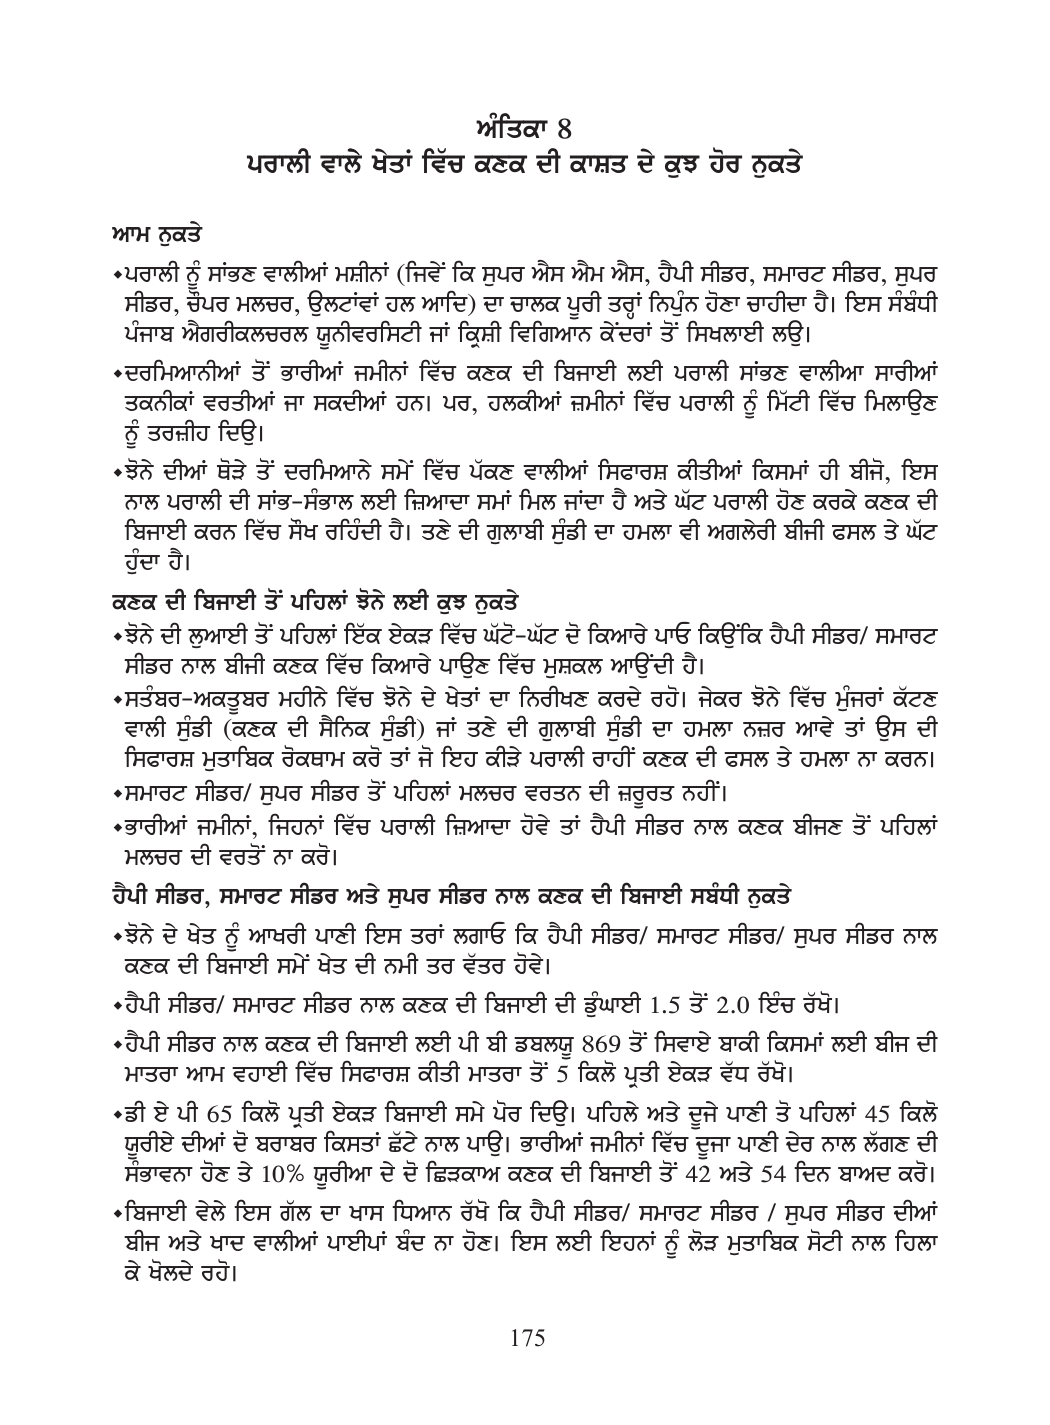 ਅੰਤਿਕਾ 8
ਪਰਾਲੀ ਵਾਲੇ ਖੇਤਾਂ ਵਿੱਚ ਕਣਕ ਦੀ ਕਾਸ਼ਤ ਦੇ ਕੁਝ ਹੋਰ ਨੁਕਤੇ
ਆਮ ਨੁਕਤੇ
◆ਪਰਾਲੀ ਨੂੰ ਸਾਂਭਣ ਵਾਲੀਆਂ ਮਸ਼ੀਨਾਂ (ਜਿਵੇਂ ਕਿ ਸੁਪਰ ਐਸ ਐਮ ਐਸ, ਹੈਪੀ ਸੀਡਰ, ਸਮਾਰਟ ਸੀਡਰ, ਸੁਪਰ
ਸੀਡਰ, ਚੌਪਰ ਮਲਚਰ, ਉਲਟਾਂਵਾਂ ਹਲ ਆਦਿ) ਦਾ ਚਾਲਕ ਪੂਰੀ ਤਰ੍ਹਾਂ ਨਿਪੁੰਨ ਹੋਣਾ ਚਾਹੀਦਾ ਹੈ। ਇਸ ਸੰਬੰਧੀ
ਪੰਜਾਬ ਐਗਰੀਕਲਚਰਲ ਯੂਨੀਵਰਸਿਟੀ ਜਾਂ ਕ੍ਰਿਸ਼ੀ ਵਿਗਿਆਨ ਕੇਂਦਰਾਂ ਤੋਂ ਸਿਖਲਾਈ ਲਉ।
◆ਦਰਮਿਆਨੀਆਂ ਤੋਂ ਭਾਰੀਆਂ ਜਮੀਨਾਂ ਵਿੱਚ ਕਣਕ ਦੀ ਬਿਜਾਈ ਲਈ ਪਰਾਲੀ ਸਾਂਭਣ ਵਾਲੀਆ ਸਾਰੀਆਂ
ਤਕਨੀਕਾਂ ਵਰਤੀਆਂ ਜਾ ਸਕਦੀਆਂ ਹਨ। ਪਰ, ਹਲਕੀਆਂ ਜ਼ਮੀਨਾਂ ਵਿੱਚ ਪਰਾਲੀ ਨੂੰ ਮਿੱਟੀ ਵਿੱਚ ਮਿਲਾਉਣ
ਨੂੰ ਤਰਜ਼ੀਹ ਦਿਉ।
◆ਝੋਨੇ ਦੀਆਂ ਥੋੜੇ ਤੋਂ ਦਰਮਿਆਨੇ ਸਮੇਂ ਵਿੱਚ ਪੱਕਣ ਵਾਲੀਆਂ ਸਿਫਾਰਸ਼ ਕੀਤੀਆਂ ਕਿਸਮਾਂ ਹੀ ਬੀਜੋ, ਇਸ
ਨਾਲ ਪਰਾਲੀ ਦੀ ਸਾਂਭ-ਸੰਭਾਲ ਲਈ ਜ਼ਿਆਦਾ ਸਮਾਂ ਮਿਲ ਜਾਂਦਾ ਹੈ ਅਤੇ ਘੱਟ ਪਰਾਲੀ ਹੋਣ ਕਰਕੇ ਕਣਕ ਦੀ
ਬਿਜਾਈ ਕਰਨ ਵਿੱਚ ਸੌਖ ਰਹਿੰਦੀ ਹੈ। ਤਣੇ ਦੀ ਗੁਲਾਬੀ ਸੁੰਡੀ ਦਾ ਹਮਲਾ ਵੀ ਅਗਲੇਰੀ ਬੀਜੀ ਫਸਲ ਤੇ ਘੱਟ
ਹੁੰਦਾ ਹੈ।
ਕਣਕ ਦੀ ਬਿਜਾਈ ਤੋਂ ਪਹਿਲਾਂ ਝੋਨੇ ਲਈ ਕੁਝ ਨੁਕਤੇ
◆ਝੋਨੇ ਦੀ ਲੁਆਈ ਤੋਂ ਪਹਿਲਾਂ ਇੱਕ ਏਕੜ ਵਿੱਚ ਘੱਟੋ-ਘੱਟ ਦੋ ਕਿਆਰੇ ਪਾਓ ਕਿਉਂਕਿ ਹੈਪੀ ਸੀਡਰ/ ਸਮਾਰਟ
ਸੀਡਰ ਨਾਲ ਬੀਜੀ ਕਣਕ ਵਿੱਚ ਕਿਆਰੇ ਪਾਉਣ ਵਿੱਚ ਮੁਸ਼ਕਲ ਆਉਂਦੀ ਹੈ।
◆ਸਤੰਬਰ-ਅਕਤੂਬਰ ਮਹੀਨੇ ਵਿੱਚ ਝੋਨੇ ਦੇ ਖੇਤਾਂ ਦਾ ਨਿਰੀਖਣ ਕਰਦੇ ਰਹੋ। ਜੇਕਰ ਝੋਨੇ ਵਿੱਚ ਮੁੰਜਰਾਂ ਕੱਟਣ
ਵਾਲੀ ਸੁੰਡੀ (ਕਣਕ ਦੀ ਸੈਨਿਕ ਸੁੰਡੀ) ਜਾਂ ਤਣੇ ਦੀ ਗੁਲਾਬੀ ਸੁੰਡੀ ਦਾ ਹਮਲਾ ਨਜ਼ਰ ਆਵੇ ਤਾਂ ਉਸ ਦੀ
ਸਿਫਾਰਸ਼ ਮੁਤਾਬਿਕ ਰੋਕਥਾਮ ਕਰੋ ਤਾਂ ਜੋ ਇਹ ਕੀੜੇ ਪਰਾਲੀ ਰਾਹੀਂ ਕਣਕ ਦੀ ਫਸਲ ਤੇ ਹਮਲਾ ਨਾ ਕਰਨ।
◆ਸਮਾਰਟ ਸੀਡਰ/ ਸੁਪਰ ਸੀਡਰ ਤੋਂ ਪਹਿਲਾਂ ਮਲਚਰ ਵਰਤਨ ਦੀ ਜ਼ਰੂਰਤ ਨਹੀਂ।
◆ਭਾਰੀਆਂ ਜਮੀਨਾਂ, ਜਿਹਨਾਂ ਵਿੱਚ ਪਰਾਲੀ ਜ਼ਿਆਦਾ ਹੋਵੇ ਤਾਂ ਹੈਪੀ ਸੀਡਰ ਨਾਲ ਕਣਕ ਬੀਜਣ ਤੋਂ ਪਹਿਲਾਂ
ਮਲਚਰ ਦੀ ਵਰਤੋਂ ਨਾ ਕਰੋ।
ਹੈਪੀ ਸੀਡਰ, ਸਮਾਰਟ ਸੀਡਰ ਅਤੇ ਸੁਪਰ ਸੀਡਰ ਨਾਲ ਕਣਕ ਦੀ ਬਿਜਾਈ ਸਬੰਧੀ ਨੁਕਤੇ
◆ਝੋਨੇ ਦੇ ਖੇਤ ਨੂੰ ਆਖਰੀ ਪਾਣੀ ਇਸ ਤਰਾਂ ਲਗਾਓ ਕਿ ਹੈਪੀ ਸੀਡਰ/ ਸਮਾਰਟ ਸੀਡਰ/ ਸੁਪਰ ਸੀਡਰ ਨਾਲ
ਕਣਕ ਦੀ ਬਿਜਾਈ ਸਮੇਂ ਖੇਤ ਦੀ ਨਮੀ ਤਰ ਵੱਤਰ ਹੋਵੇ।
◆ਹੈਪੀ ਸੀਡਰ/ ਸਮਾਰਟ ਸੀਡਰ ਨਾਲ ਕਣਕ ਦੀ ਬਿਜਾਈ ਦੀ ਡੁੰਘਾਈ 1.5 ਤੋਂ 2.0 ਇੰਚ ਰੱਖੋ।
◆ਹੈਪੀ ਸੀਡਰ ਨਾਲ ਕਣਕ ਦੀ ਬਿਜਾਈ ਲਈ ਪੀ ਬੀ ਡਬਲਯੂ 869 ਤੋਂ ਸਿਵਾਏ ਬਾਕੀ ਕਿਸਮਾਂ ਲਈ ਬੀਜ ਦੀ
ਮਾਤਰਾ ਆਮ ਵਹਾਈ ਵਿੱਚ ਸਿਫਾਰਸ਼ ਕੀਤੀ ਮਾਤਰਾ ਤੋਂ 5 ਕਿਲੋ ਪ੍ਰਤੀ ਏਕੜ ਵੱਧ ਰੱਖੋ।
◆ਡੀ ਏ ਪੀ 65 ਕਿਲੋ ਪ੍ਰਤੀ ਏਕੜ ਬਿਜਾਈ ਸਮੇ ਪੋਰ ਦਿਉ। ਪਹਿਲੇ ਅਤੇ ਦੂਜੇ ਪਾਣੀ ਤੋ ਪਹਿਲਾਂ 45 ਕਿਲੋ
ਯੂਰੀਏ ਦੀਆਂ ਦੋ ਬਰਾਬਰ ਕਿਸਤਾਂ ਛੱਟੇ ਨਾਲ ਪਾਉ। ਭਾਰੀਆਂ ਜਮੀਨਾਂ ਵਿੱਚ ਦੂਜਾ ਪਾਣੀ ਦੇਰ ਨਾਲ ਲੱਗਣ ਦੀ
ਸੰਭਾਵਨਾ ਹੋਣ ਤੇ 10% ਯੂਰੀਆ ਦੇ ਦੋ ਛਿੜਕਾਅ ਕਣਕ ਦੀ ਬਿਜਾਈ ਤੋਂ 42 ਅਤੇ 54 ਦਿਨ ਬਾਅਦ ਕਰੋ।
◆ਬਿਜਾਈ ਵੇਲੇ ਇਸ ਗੱਲ ਦਾ ਖਾਸ ਧਿਆਨ ਰੱਖੋ ਕਿ ਹੈਪੀ ਸੀਡਰ/ ਸਮਾਰਟ ਸੀਡਰ / ਸੁਪਰ ਸੀਡਰ ਦੀਆਂ
ਬੀਜ ਅਤੇ ਖਾਦ ਵਾਲੀਆਂ ਪਾਈਪਾਂ ਬੰਦ ਨਾ ਹੋਣ। ਇਸ ਲਈ ਇਹਨਾਂ ਨੂੰ ਲੋੜ ਮੁਤਾਬਿਕ ਸੋਟੀ ਨਾਲ ਹਿਲਾ
ਕੇ ਖੋਲਦੇ ਰਹੋ।
175